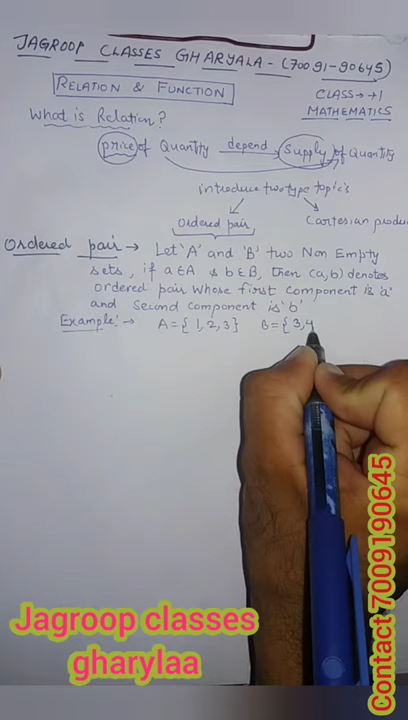 JAGROOP CLASSES GHARYALA - (70091-90645)
RELATION & FUNCTION
CLASS → +1
MATHEMATICS
What is Relation?
price of Quantity depend Supply of Quantity
introduce two type topic's
Ordered pair
Cartesian produc
Ordered pair → Let 'A' and 'B' two Non Empty
sets, if a∈A & b∈B, then (a,b) denotes
ordered pair whose first component is 'a'
and second component is 'b'
Example:→ A={1,2,3} B={3,4
Jagroop classes
gharylaa
Contact 70091190645